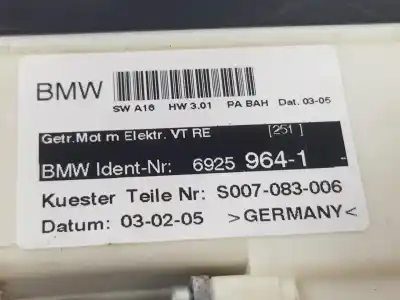 BMW
SW A16 HW 3.01 PA BAH Dat. 03-05
Getr.Mot m Elektr. VT RE [251]
BMW Ident-Nr: 6925 964-1
Kuester Teile Nr: S007-083-006
Datum: 03-02-05 >GERMANY<